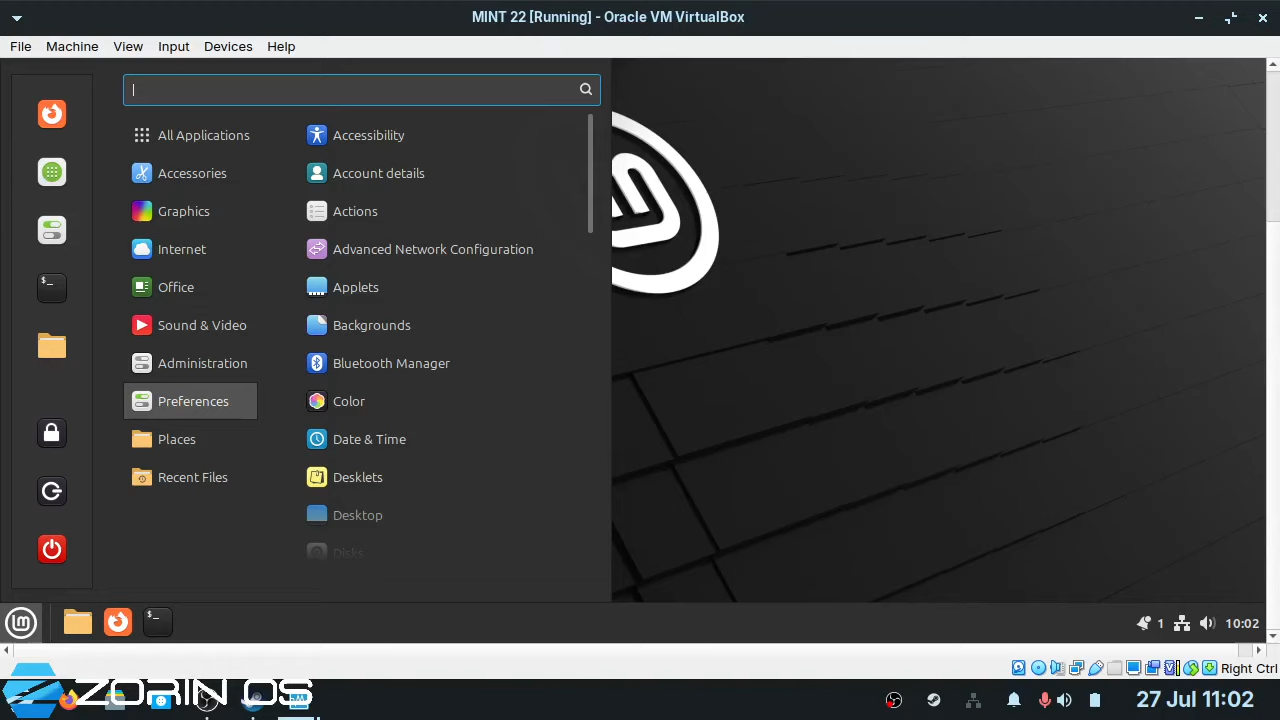 MINT 22 [Running] - Oracle VM VirtualBox
File Machine View Input Devices Help
All Applications
Accessories
Graphics
Internet
Office
Sound & Video
Administration
Preferences
Places
Recent Files
Accessibility
Account details
Actions
Advanced Network Configuration
Applets
Backgrounds
Bluetooth Manager
Color
Date & Time
Desklets
Desktop
Disks
1 10:02
Right Ctrl
ZORIN OS
27 Jul 11:02